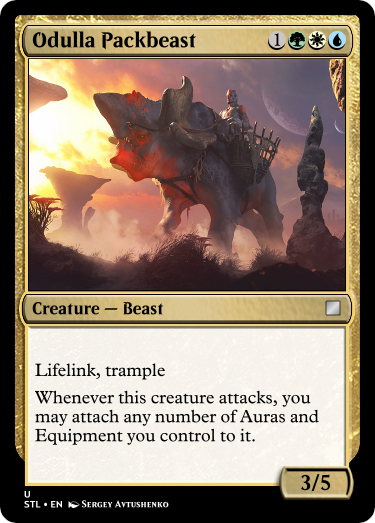 Odulla Packbeast 1
Creature — Beast
Lifelink, trample
Whenever this creature attacks, you
may attach any number of Auras and
Equipment you control to it.
3/5
U
STL • EN Sergey Avtushenko